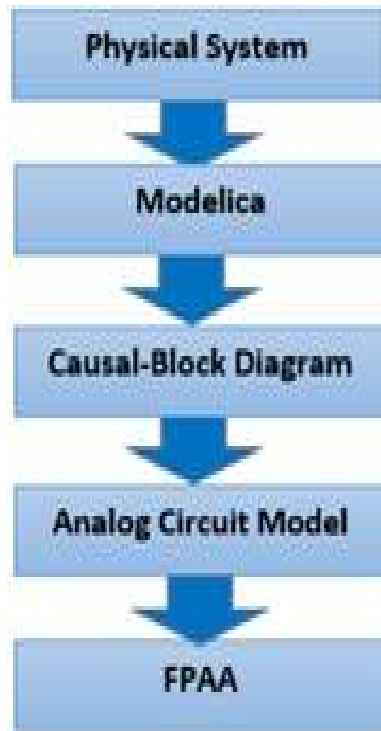 Physical System
Modelica
Causal-Block Diagram
Analog Circuit Model
FPAA